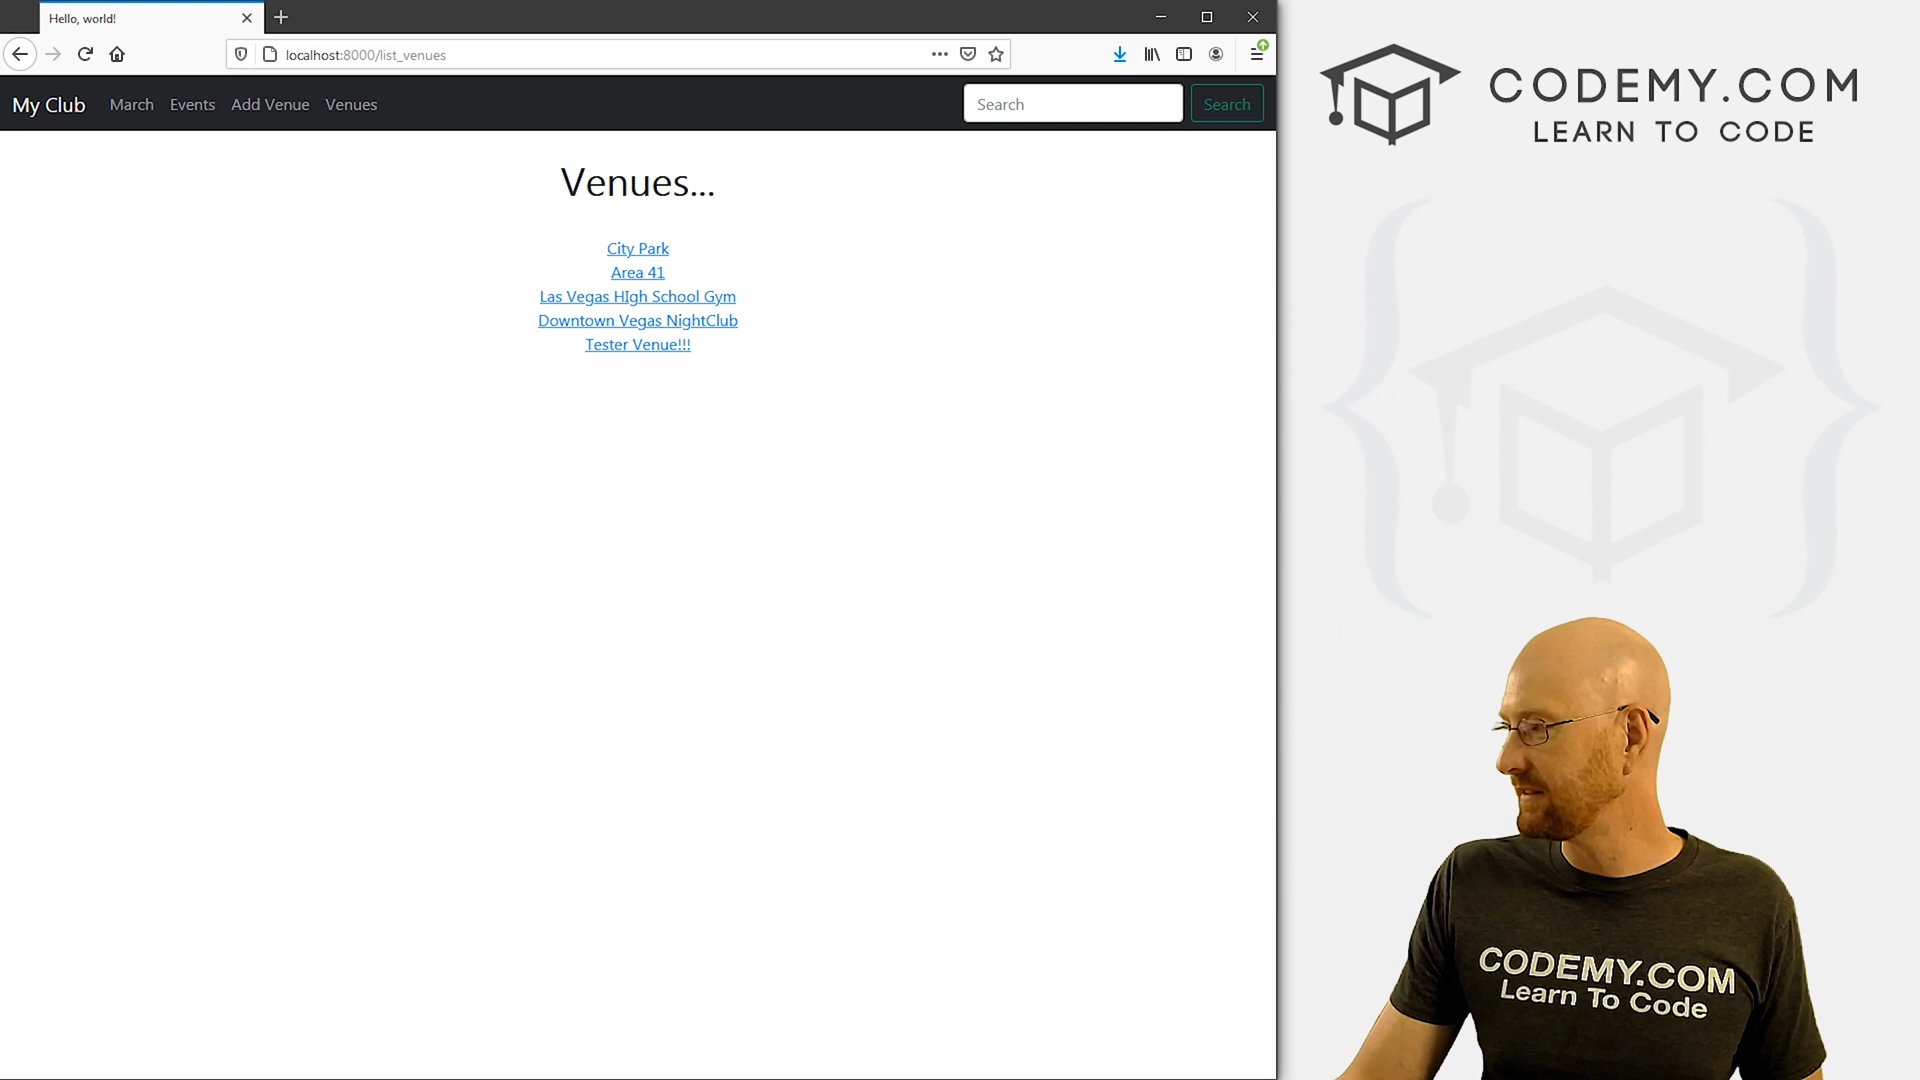 Hello, world!
localhost:8000/list_venues
My Club March Events Add Venue Venues Search Search
Venues...
City Park
Area 41
Las Vegas HIgh School Gym
Downtown Vegas NightClub
Tester Venue!!!
CODEMY.COM
LEARN TO CODE
CODEMY.COM
Learn To Code